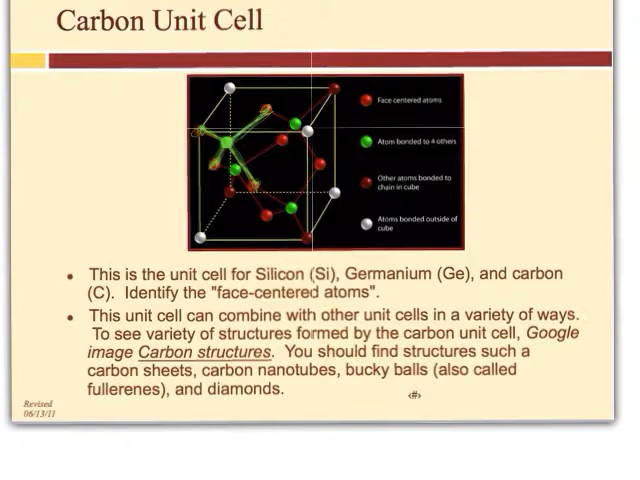 Carbon Unit Cell
Face centered atoms
Atom bonded to 4 others
Other atoms bonded to
chain in cube
Atoms bonded outside of
cube
• This is the unit cell for Silicon (Si), Germanium (Ge), and carbon
(C). Identify the "face-centered atoms".
• This unit cell can combine with other unit cells in a variety of ways.
To see variety of structures formed by the carbon unit cell, Google
image Carbon structures. You should find structures such a
carbon sheets, carbon nanotubes, bucky balls (also called
fullerenes), and diamonds.
‹#›
Revised
06/13/11